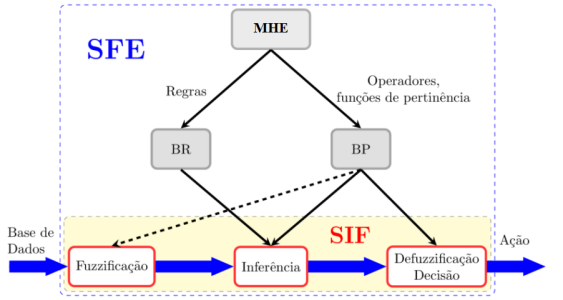 MHE
SFE
Regras
Operadores,
funções de pertinência
BR
BP
SIF
Base de
Dados
Fuzzificação
Inferência
Defuzzificação
Decisão
Ação